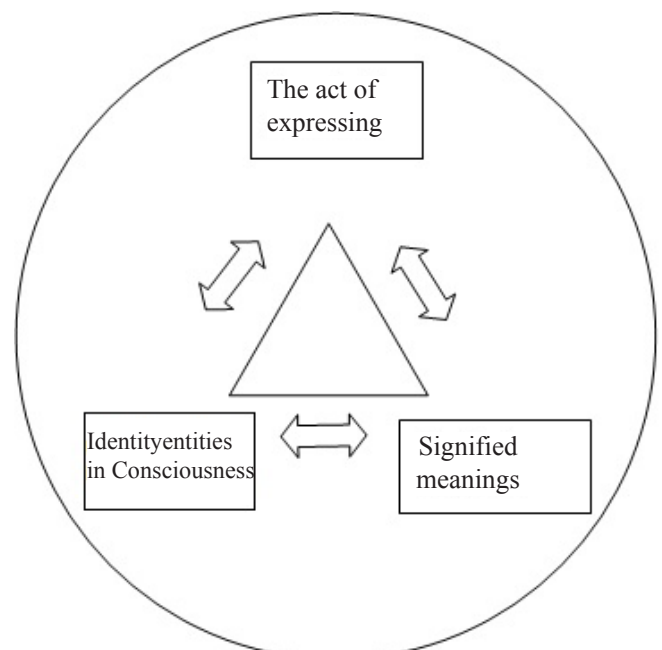 The act of
expressing
Identityentities
in Consciousness
Signified
meanings